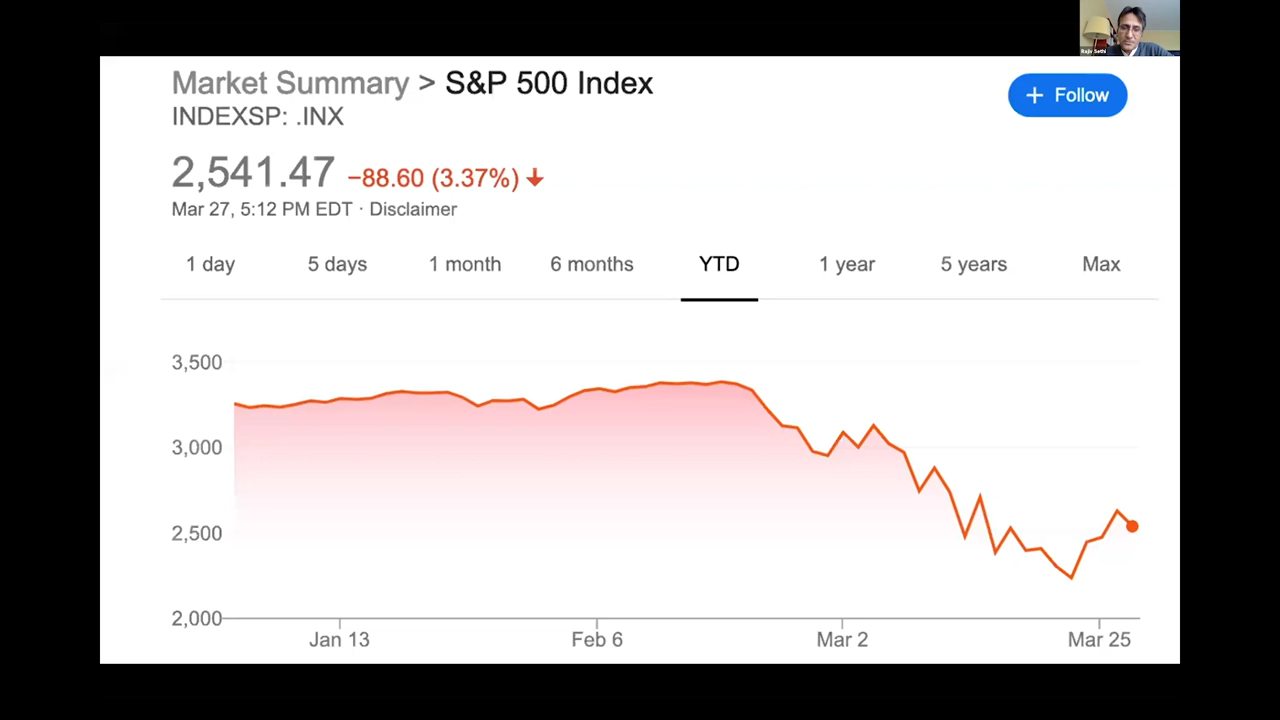 Rajiv Sethi
Market Summary > S&P 500 Index
+ Follow
INDEXSP: .INX
2,541.47 −88.60 (3.37%) ↓
Mar 27, 5:12 PM EDT · Disclaimer
1 day 5 days 1 month 6 months YTD 1 year 5 years Max
3,500
3,000
2,500
2,000
Jan 13 Feb 6 Mar 2 Mar 25